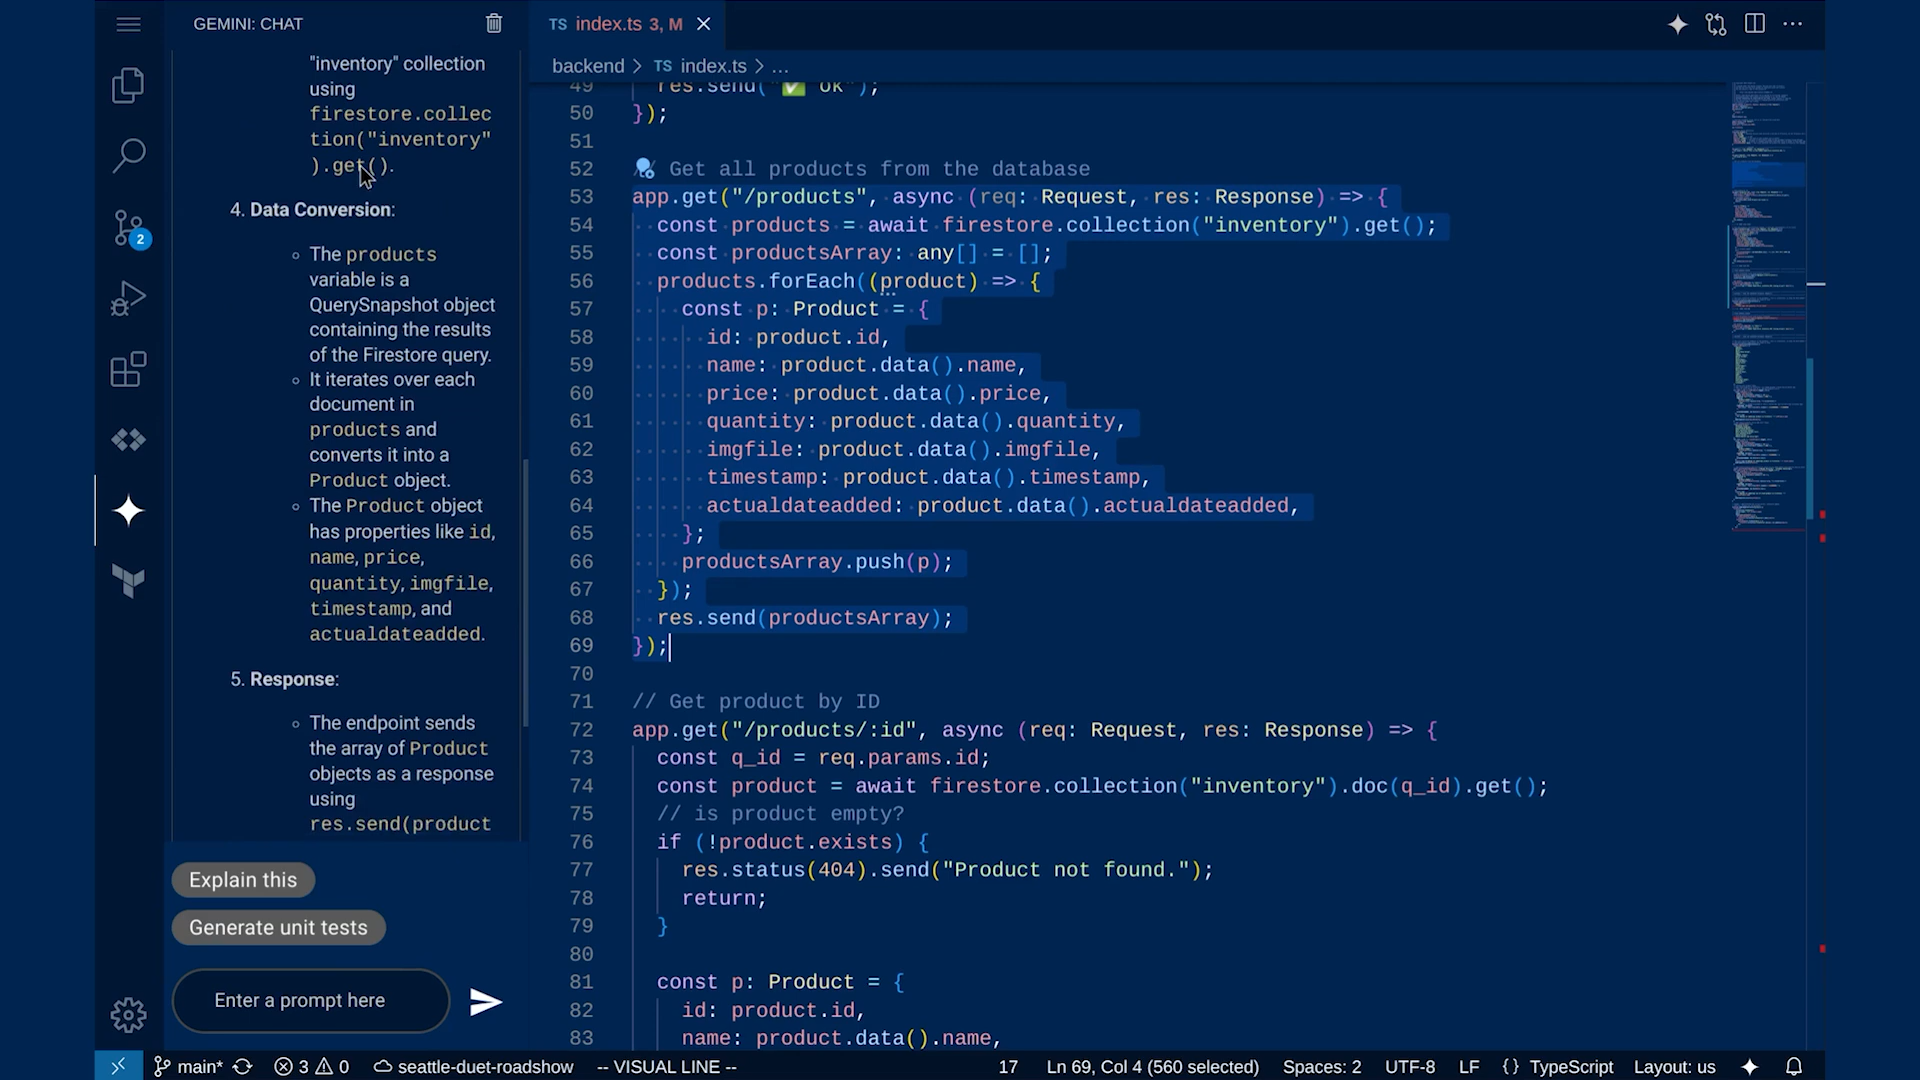 GEMINI: CHAT
"inventory" collection
using
firestore.collec
tion("inventory"
).get().
4. Data Conversion:
The products
variable is a
QuerySnapshot object
containing the results
of the Firestore query.
It iterates over each
document in
products and
converts it into a
Product object.
The Product object
has properties like id,
name, price,
quantity, imgfile,
timestamp, and
actualdateadded.
5. Response:
The endpoint sends
the array of Product
objects as a response
using
res.send(product
Explain this
Generate unit tests
Enter a prompt here
2
TS index.ts 3, M
backend > TS index.ts > ...
49 res.send("✅ ok");
50 });
51
52 Get all products from the database
53 app.get("/products", async (req: Request, res: Response) => {
54 const products = await firestore.collection("inventory").get();
55 const productsArray: any[] = [];
56 products.forEach((product) => {
57 const p: Product = {
58 id: product.id,
59 name: product.data().name,
60 price: product.data().price,
61 quantity: product.data().quantity,
62 imgfile: product.data().imgfile,
63 timestamp: product.data().timestamp,
64 actualdateadded: product.data().actualdateadded,
65 };
66 productsArray.push(p);
67 });
68 res.send(productsArray);
69 });
70
71 // Get product by ID
72 app.get("/products/:id", async (req: Request, res: Response) => {
73 const q_id = req.params.id;
74 const product = await firestore.collection("inventory").doc(q_id).get();
75 // is product empty?
76 if (!product.exists) {
77 res.status(404).send("Product not found.");
78 return;
79 }
80
81 const p: Product = {
82 id: product.id,
83 name: product.data().name,
main* 3 0 seattle-duet-roadshow -- VISUAL LINE -- 17 Ln 69, Col 4 (560 selected) Spaces: 2 UTF-8 LF {} TypeScript Layout: us